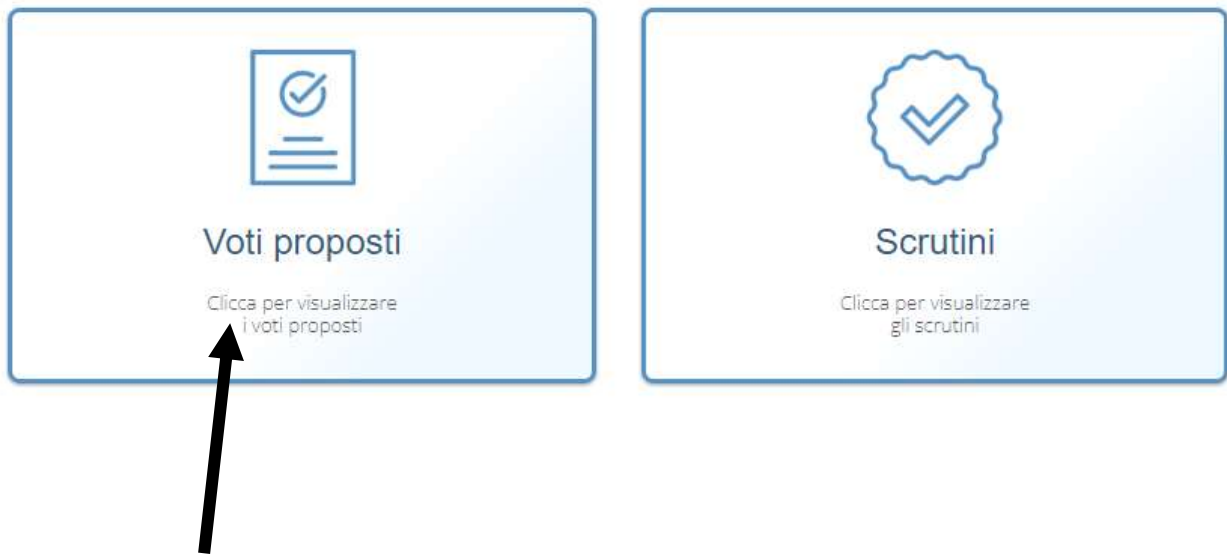 Voti proposti
Clicca per visualizzare
i voti proposti
Scrutini
Clicca per visualizzare
gli scrutini